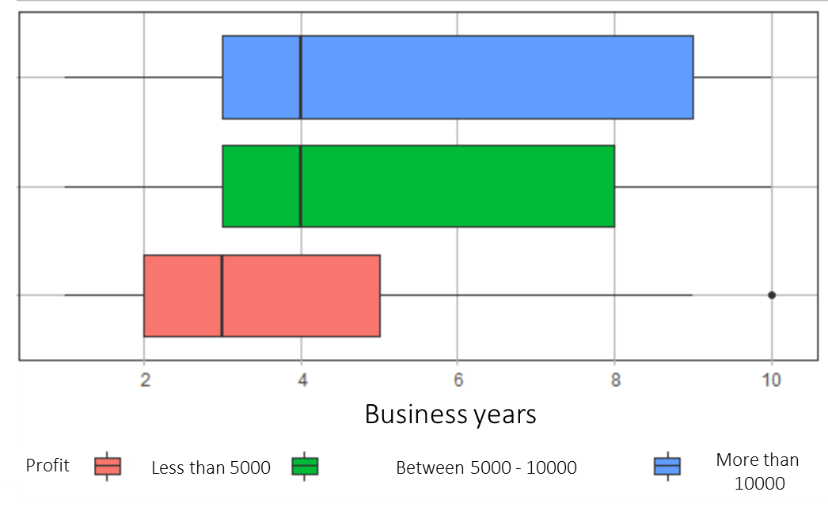 2 4 6 8 10
Business years
Profit Less than 5000 Between 5000 - 10000 More than
10000